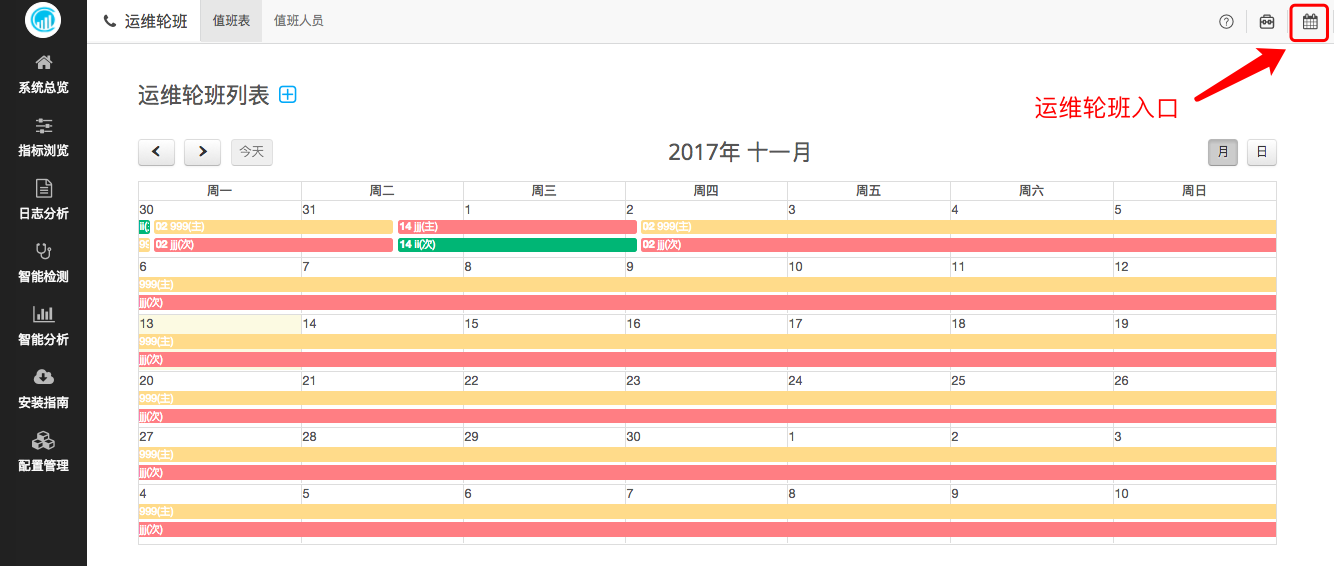 运维轮班 值班表 值班人员
系统总览
指标浏览
日志分析
智能检测
智能分析
安装指南
配置管理
运维轮班入口
运维轮班列表
今天 2017年 十一月 月 日
周一 周二 周三 周四 周五 周六 周日
30 31 1 2 3 4 5
02 999(主) 14 jjj(主) 02 999(主)
99 02 jjj(次) 14 li(次) 02 jjj(次)
6 7 8 9 10 11 12
999(主)
jjj(次)
13 14 15 16 17 18 19
999(主)
jjj(次)
20 21 22 23 24 25 26
999(主)
jjj(次)
27 28 29 30 1 2 3
999(主)
jjj(次)
4 5 6 7 8 9 10
999(主)
jjj(次)